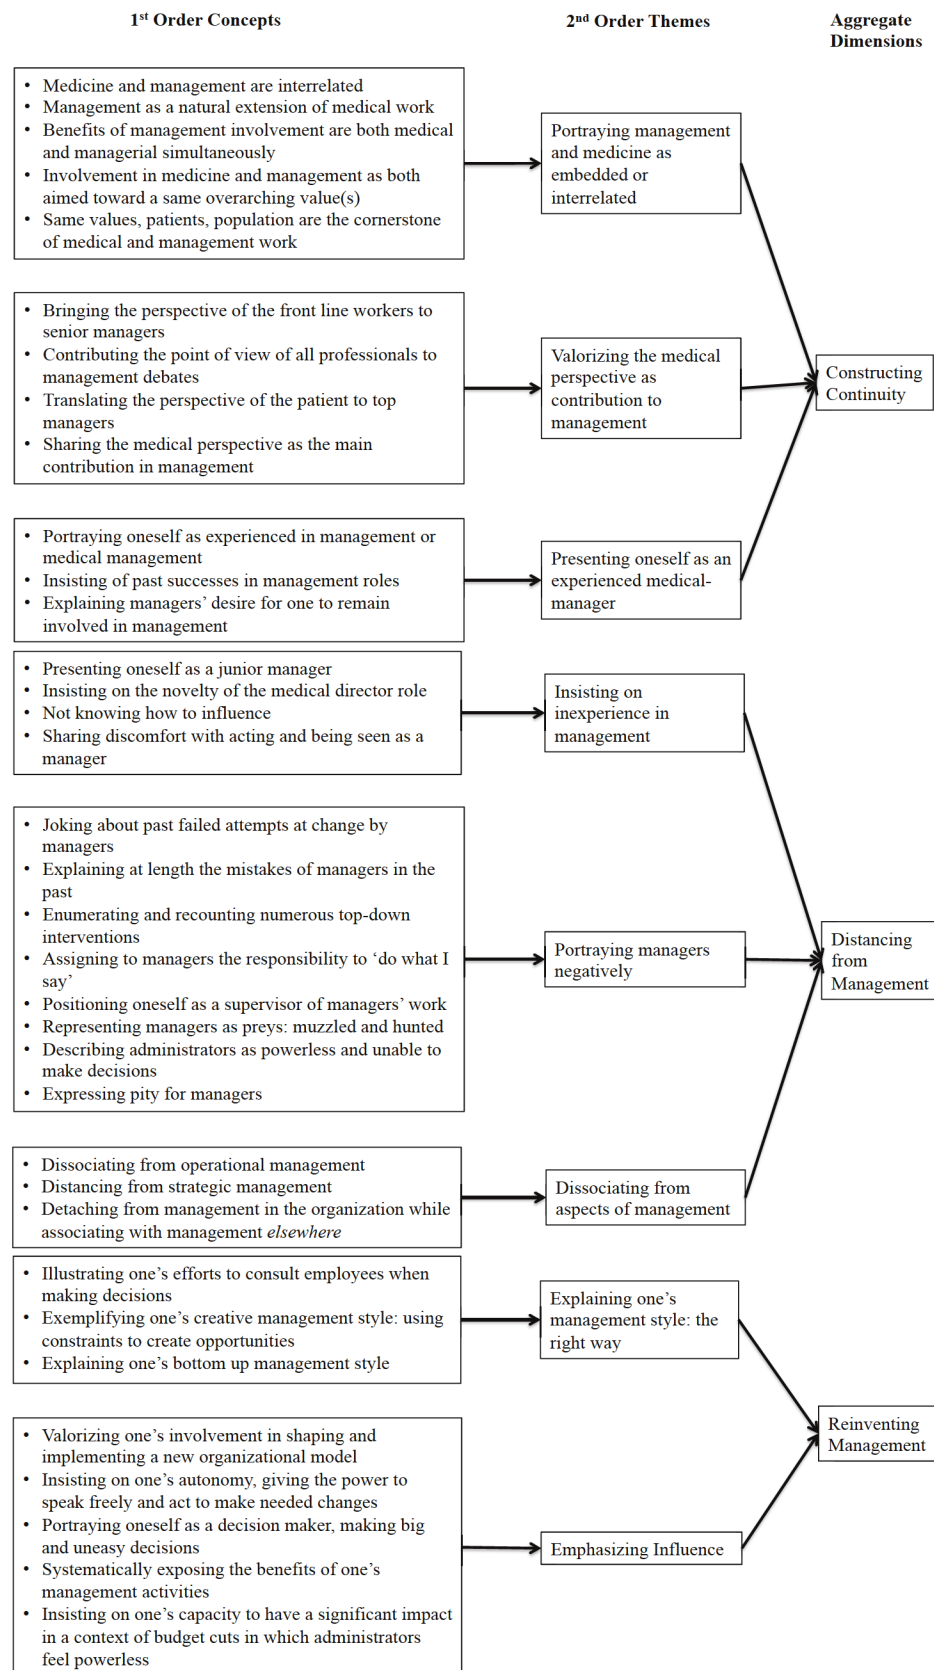 1st Order Concepts
2nd Order Themes
Aggregate
Dimensions
• Medicine and management are interrelated
• Management as a natural extension of medical work
• Benefits of management involvement are both medical
and managerial simultaneously
• Involvement in medicine and management as both
aimed toward a same overarching value(s)
• Same values, patients, population are the cornerstone
of medical and management work
Portraying management
and medicine as
embedded or
interrelated
• Bringing the perspective of the front line workers to
senior managers
• Contributing the point of view of all professionals to
management debates
• Translating the perspective of the patient to top
managers
• Sharing the medical perspective as the main
contribution in management
Valorizing the medical
perspective as
contribution to
management
Constructing
Continuity
• Portraying oneself as experienced in management or
medical management
• Insisting of past successes in management roles
• Explaining managers’ desire for one to remain
involved in management
Presenting oneself as an
experienced medical-
manager
• Presenting oneself as a junior manager
• Insisting on the novelty of the medical director role
• Not knowing how to influence
• Sharing discomfort with acting and being seen as a
manager
Insisting on
inexperience in
management
• Joking about past failed attempts at change by
managers
• Explaining at length the mistakes of managers in the
past
• Enumerating and recounting numerous top-down
interventions
• Assigning to managers the responsibility to ‘do what I
say’
• Positioning oneself as a supervisor of managers’ work
• Representing managers as preys: muzzled and hunted
• Describing administrators as powerless and unable to
make decisions
• Expressing pity for managers
Portraying managers
negatively
Distancing
from
Management
• Dissociating from operational management
• Distancing from strategic management
• Detaching from management in the organization while
associating with management elsewhere
Dissociating from
aspects of management
• Illustrating one’s efforts to consult employees when
making decisions
• Exemplifying one’s creative management style: using
constraints to create opportunities
• Explaining one’s bottom up management style
Explaining one’s
management style: the
right way
Reinventing
Management
• Valorizing one’s involvement in shaping and
implementing a new organizational model
• Insisting on one’s autonomy, giving the power to
speak freely and act to make needed changes
• Portraying oneself as a decision maker, making big
and uneasy decisions
• Systematically exposing the benefits of one’s
management activities
• Insisting on one’s capacity to have a significant impact
in a context of budget cuts in which administrators
feel powerless
Emphasizing Influence